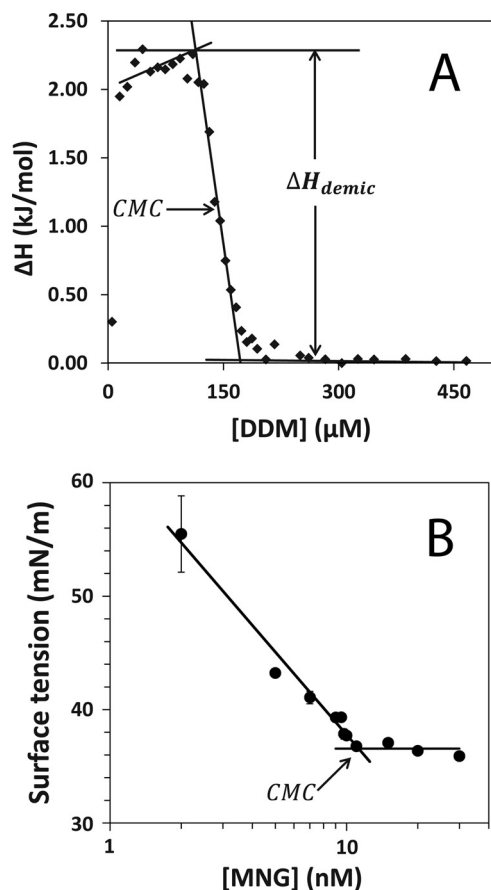 A
2.50
2.00
1.50
1.00
0.50
0.00
ΔH (kJ/mol)
CMC
ΔH_demic
0
150
300
450
[DDM] (μM)
B
60
50
40
30
Surface tension (mN/m)
CMC
1
10
[MNG] (nM)